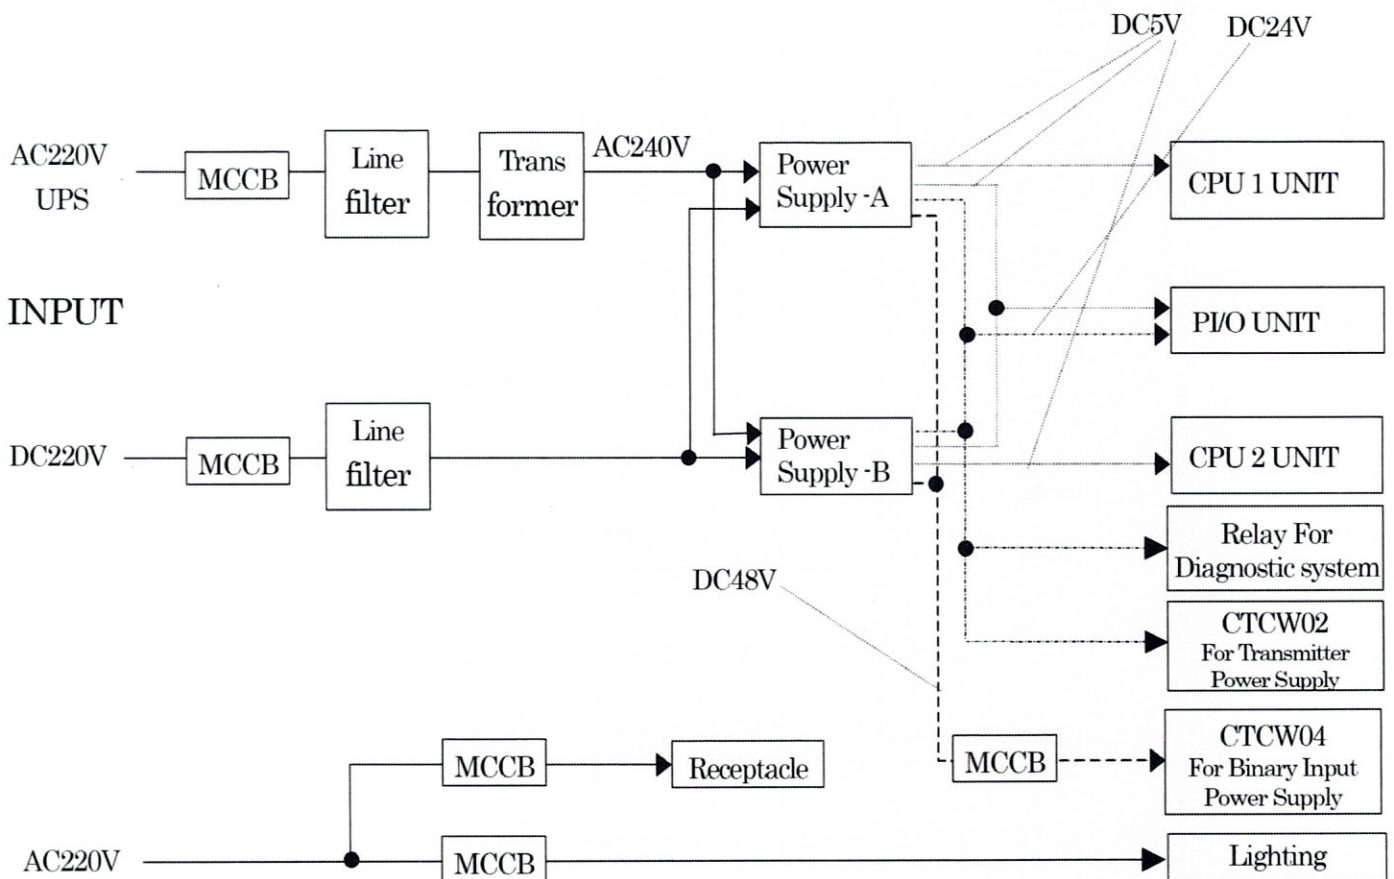 DC5V
DC24V
AC220V
UPS
MCCB
Line
filter
Trans
former
AC240V
Power
Supply -A
CPU 1 UNIT
INPUT
PI/O UNIT
DC220V
MCCB
Line
filter
Power
Supply -B
CPU 2 UNIT
Relay For
Diagnostic system
DC48V
CTCW02
For Transmitter
Power Supply
MCCB
Receptacle
MCCB
CTCW04
For Binary Input
Power Supply
AC220V
MCCB
Lighting